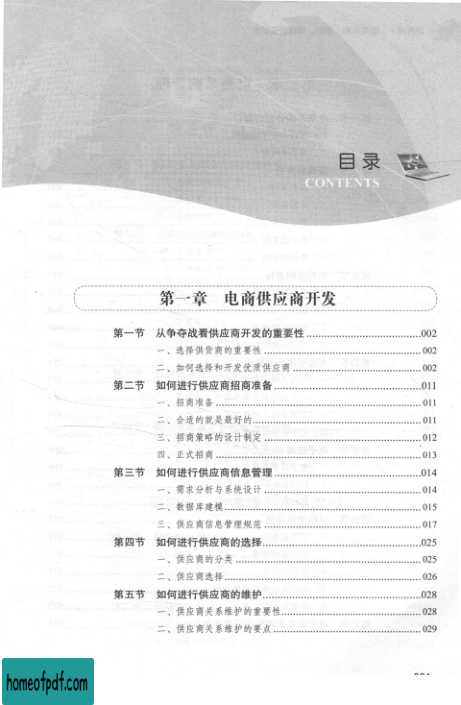 目录
CONTENTS
第一章 电商供应商开发
第一节 从争夺战看供应商开发的重要性 002
一、选择供货商的重要性 002
二、如何选择和开发优质供应商 002
第二节 如何进行供应商招商准备 011
一、招商准备 011
二、合适的就是最好的 011
三、招商策略的设计制定 012
四、正式招商 013
第三节 如何进行供应商信息管理 014
一、需求分析与系统设计 014
二、数据库建模 015
三、供应商信息管理规范 017
第四节 如何进行供应商的选择 025
一、供应商的分类 025
二、供应商选择 026
第五节 如何进行供应商的维护 028
一、供应商关系维护的重要性 028
二、供应商关系维护的要点 029
homeofpdf.com